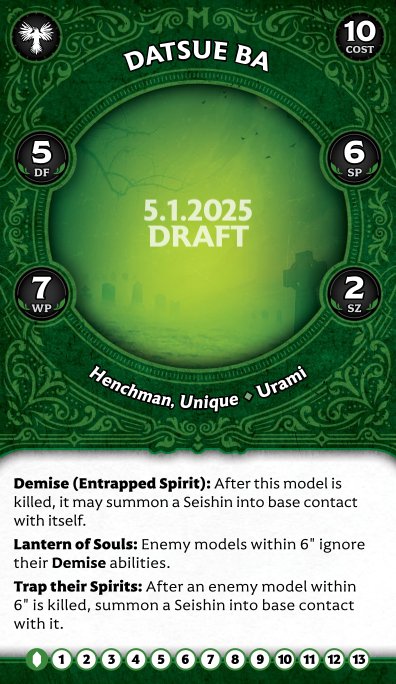 10
COST
DATSUE BA
5
DF
6
SP
5.1.2025
DRAFT
7
WP
2
SZ
Henchman, Unique ⬥ Urami
Demise (Entrapped Spirit): After this model is
killed, it may summon a Seishin into base contact
with itself.
Lantern of Souls: Enemy models within 6" ignore
their Demise abilities.
Trap their Spirits: After an enemy model within
6" is killed, summon a Seishin into base contact
with it.
1 2 3 4 5 6 7 8 9 10 11 12 13